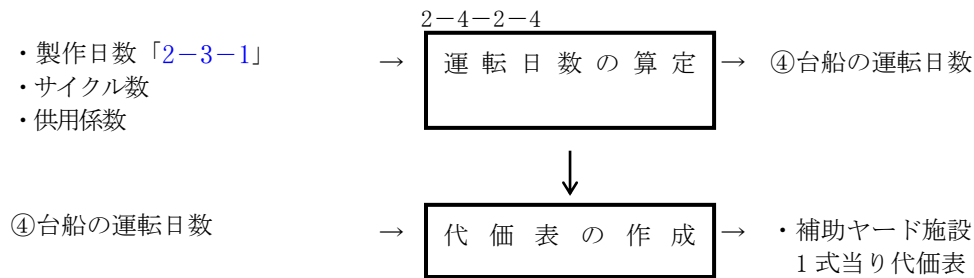 2－4－2－4
・製作日数「2－3－1」 → 運転日数の算定 → ④台船の運転日数
・サイクル数
・供用係数
↓
④台船の運転日数 → 代価表の作成 → ・補助ヤード施設
1式当り代価表